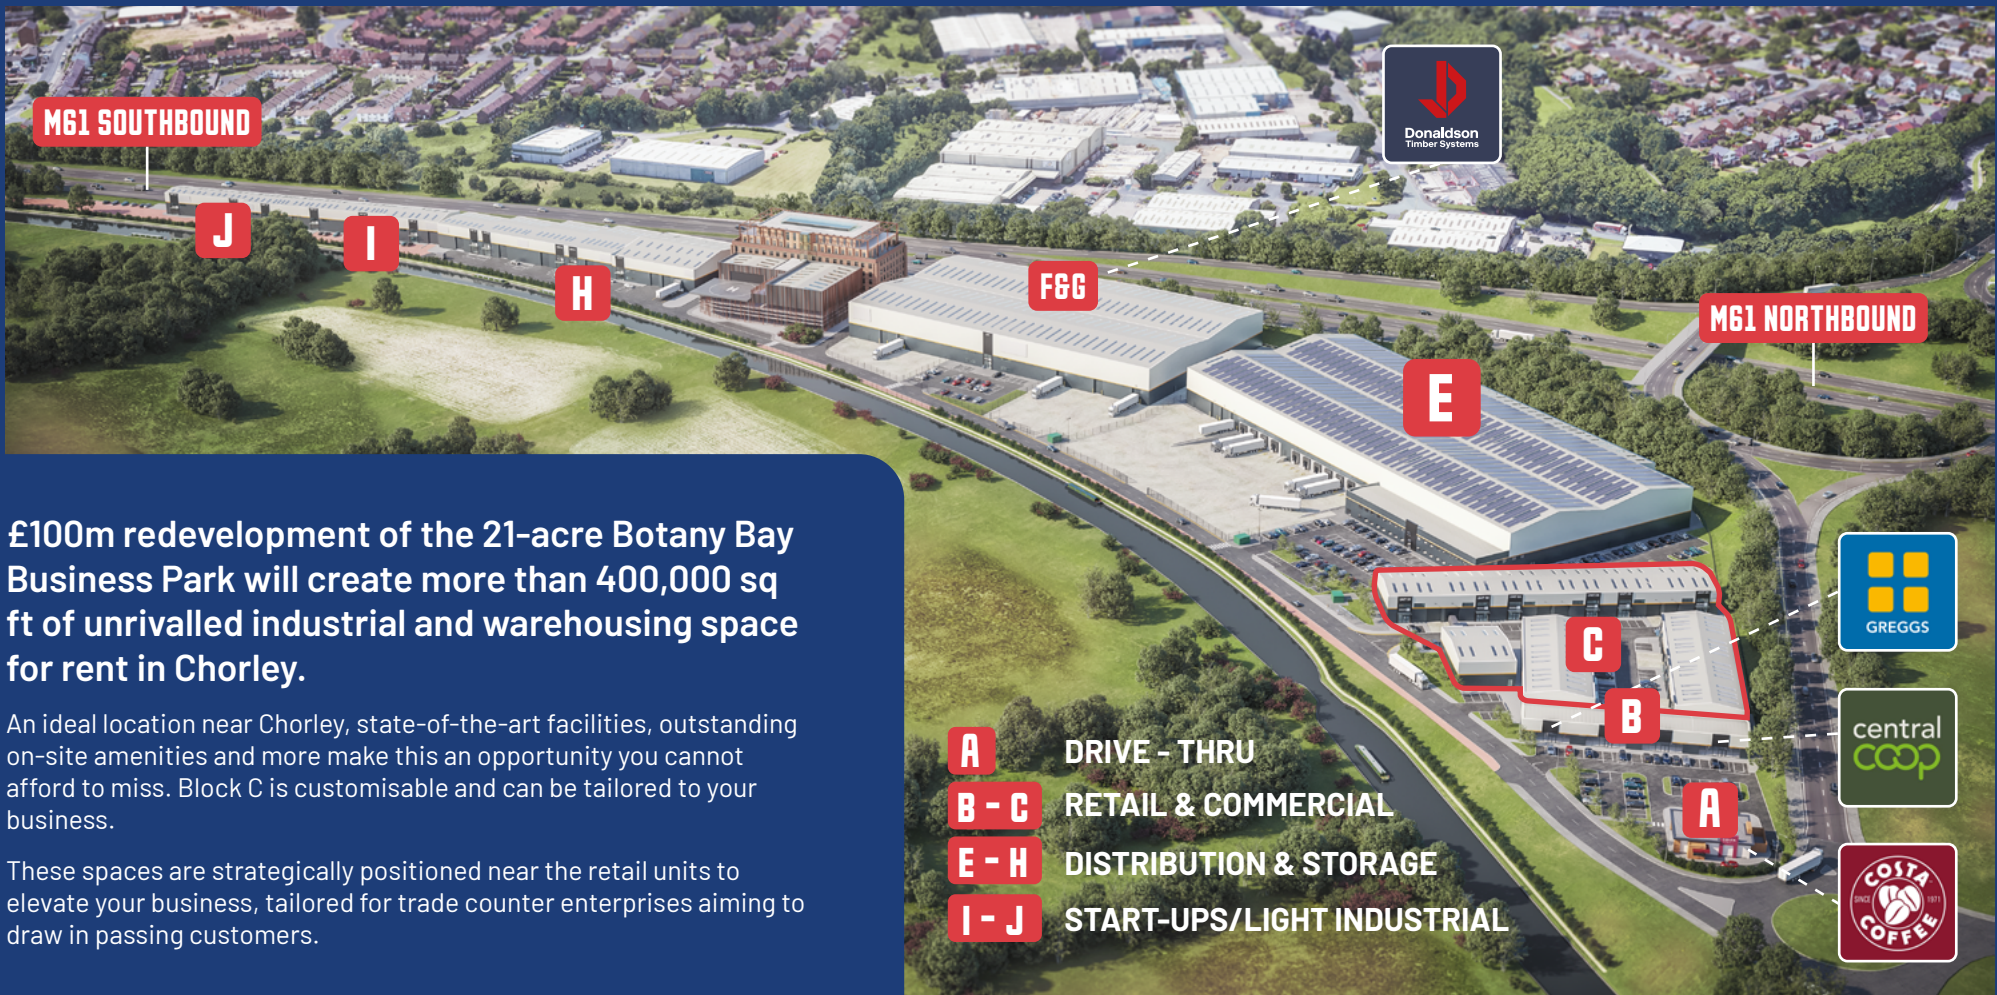 M61 SOUTHBOUND
Donaldson
Timber Systems
J
I
H
F&G
M61 NORTHBOUND
E
£100m redevelopment of the 21-acre Botany Bay
Business Park will create more than 400,000 sq
ft of unrivalled industrial and warehousing space
for rent in Chorley.
An ideal location near Chorley, state-of-the-art facilities, outstanding
on-site amenities and more make this an opportunity you cannot
afford to miss. Block C is customisable and can be tailored to your
business.
These spaces are strategically positioned near the retail units to
elevate your business, tailored for trade counter enterprises aiming to
draw in passing customers.
GREGGS
C
B
central
coop
A
COSTA
SINCE 1971
COFFEE
A DRIVE - THRU
B - C RETAIL & COMMERCIAL
E - H DISTRIBUTION & STORAGE
I - J START-UPS/LIGHT INDUSTRIAL